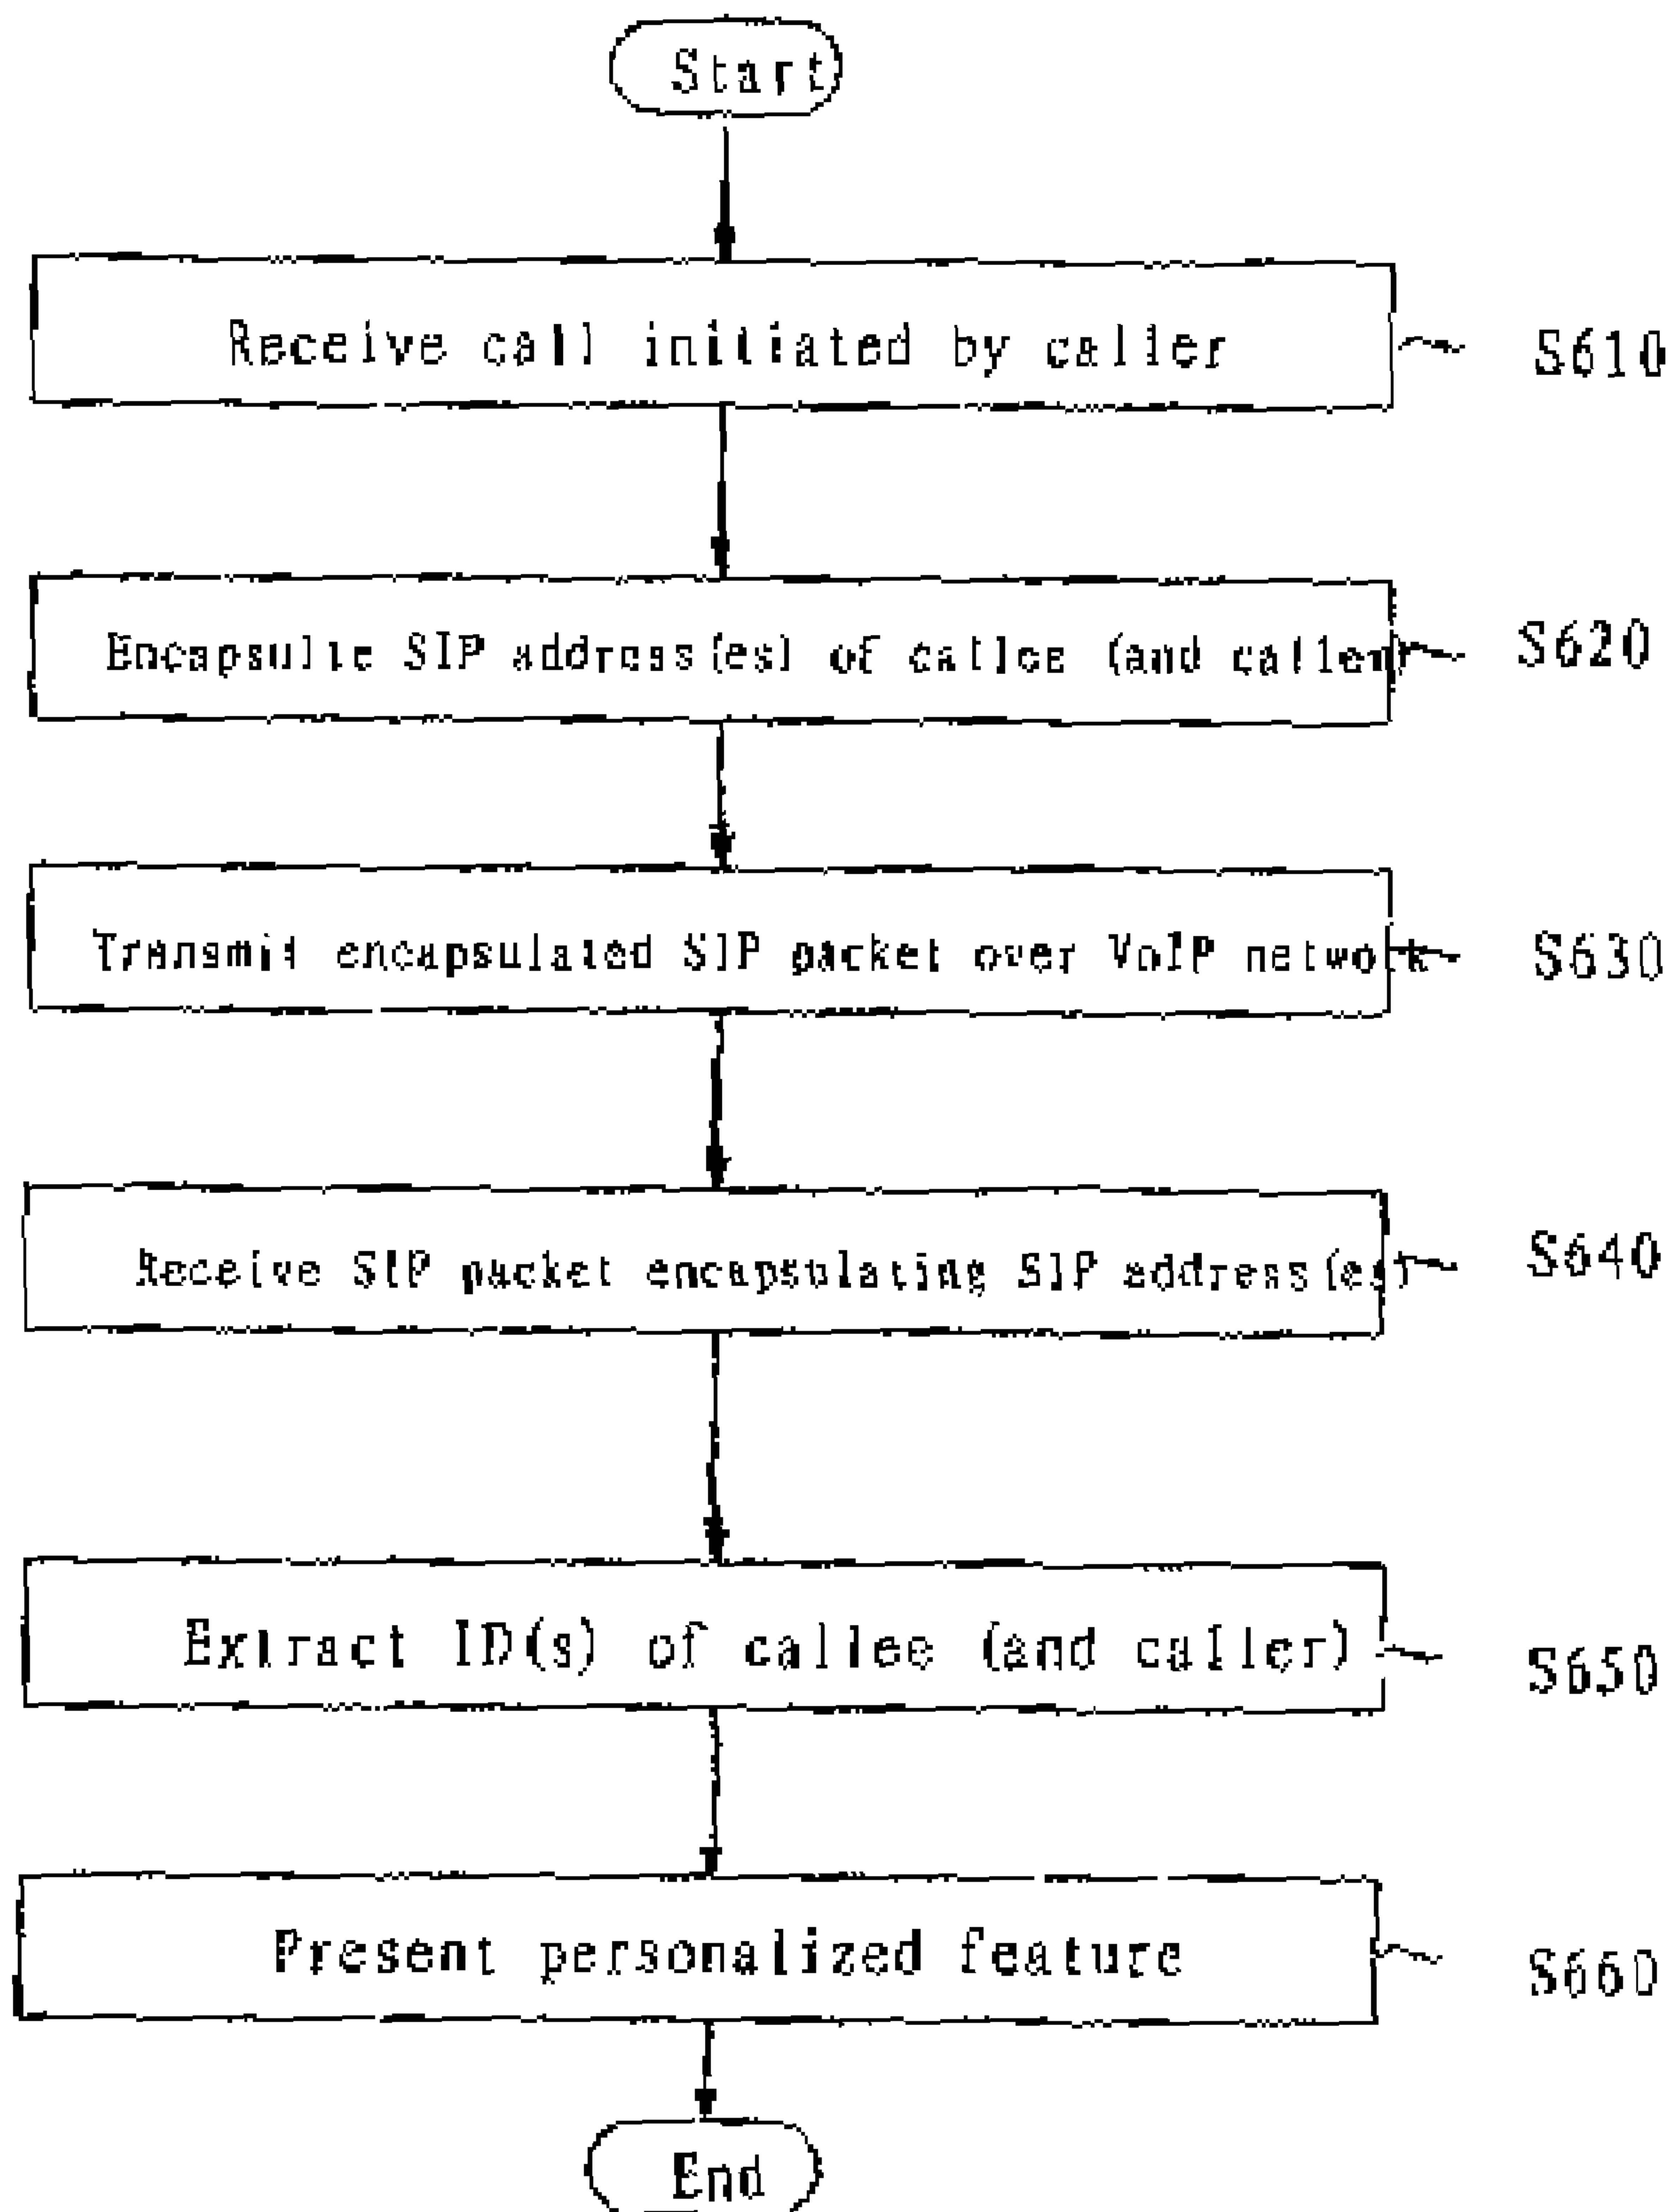 Start
Receive call initiated by caller
S610
Encapsulte SIP address(es) of callee (and caller)
S620
Transmit encapsulated SIP packet over VoIP network
S630
Receive SIP packet encapsulating SIP address(es)
S640
Extract ID(s) of callee (and caller)
S650
Present personalized feature
S660
End